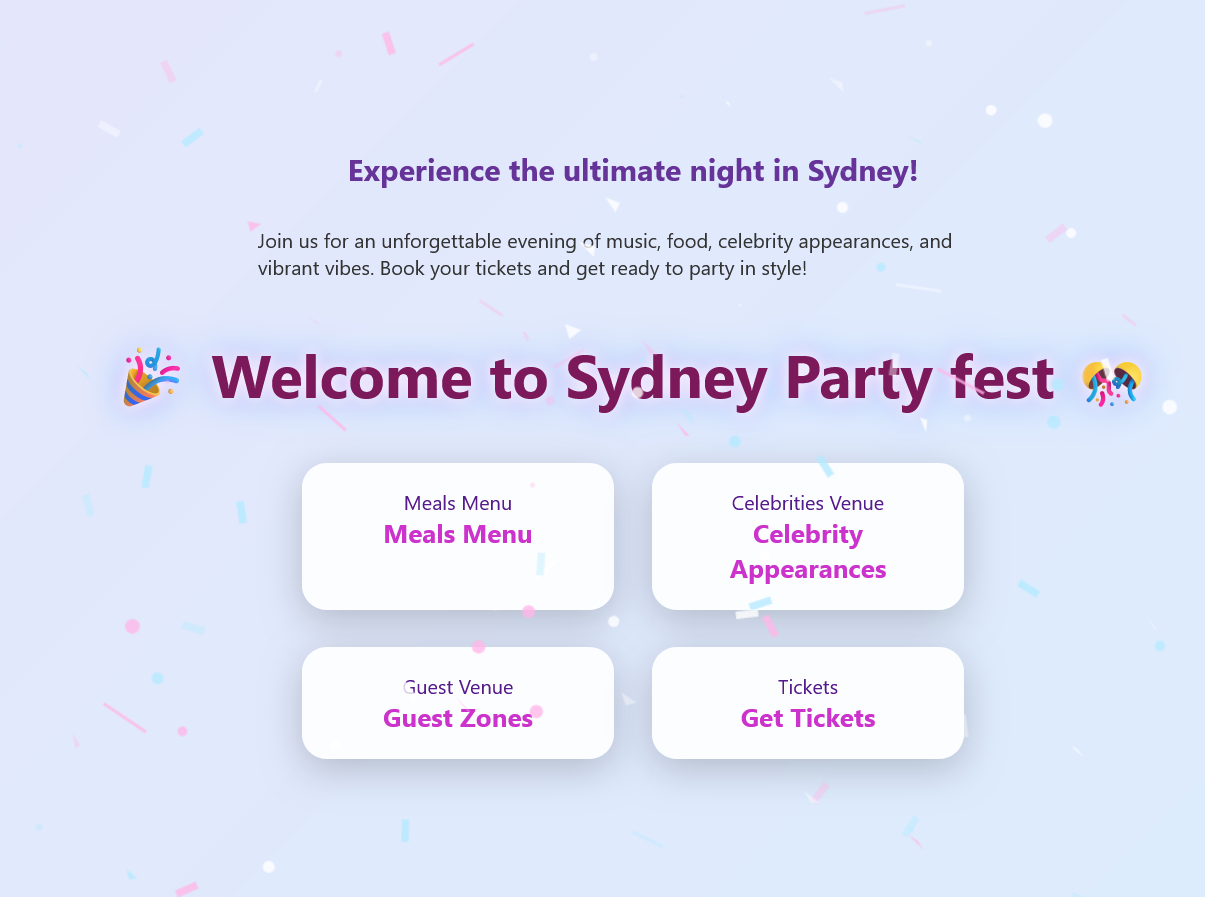 Experience the ultimate night in Sydney!
Join us for an unforgettable evening of music, food, celebrity appearances, and
vibrant vibes. Book your tickets and get ready to party in style!
🎉 Welcome to Sydney Party fest 🎊
Meals Menu
Meals Menu
Celebrities Venue
Celebrity
Appearances
Guest Venue
Guest Zones
Tickets
Get Tickets